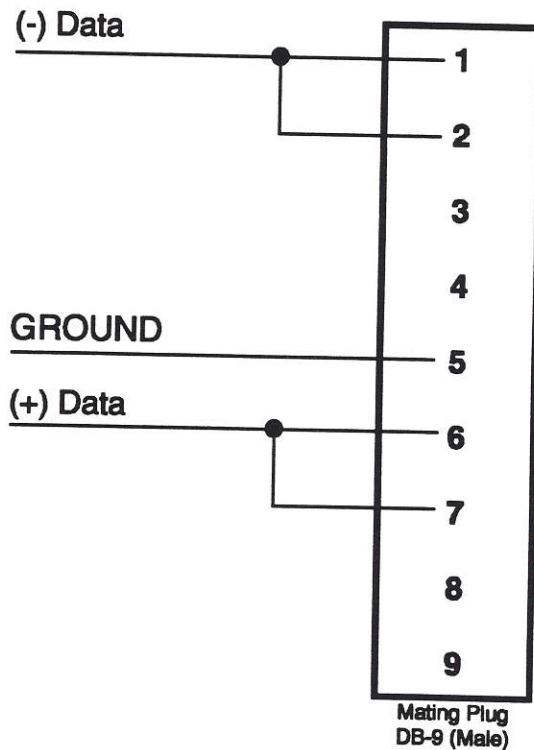 (-) Data
1
2
3
4
GROUND
5
(+) Data
6
7
8
9
Mating Plug
DB-9 (Male)